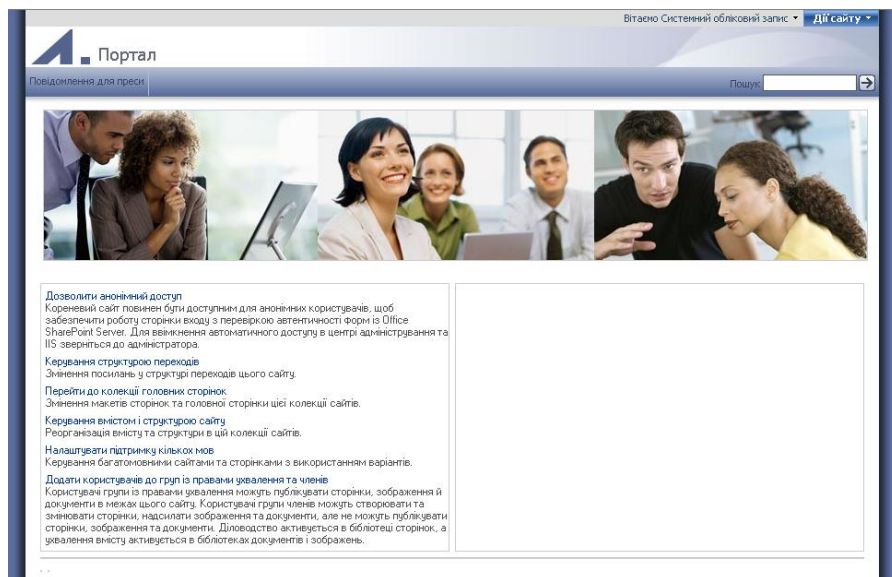 Вітаємо Системний обліковий запис
Дії сайту
Портал
Повідомлення для преси
Пошук
Дозволити анонімний доступ
Кореневий сайт повинен бути доступним для анонімних користувачів, щоб
забезпечити роботу сторінки входу з перевіркою автентичності форм із Office
SharePoint Server. Для ввімкнення автоматичного доступу в центрі адміністрування та
IIS зверніться до адміністратора.
Керування структурою переходів
Змінення посилань у структурі переходів цього сайту.
Перейти до колекції головних сторінок
Змінення макетів сторінок та головної сторінки цієї колекції сайтів.
Керування вмістом і структурою сайту
Реорганізація вмісту та структури в цій колекції сайтів.
Налаштувати підтримку кількох мов
Керування багатомовними сайтами та сторінками з використанням варіантів.
Додати користувачів до груп із правами ухвалення та членів
Користувачі групи із правами ухвалення можуть публікувати сторінки, зображення й
документи в межах цього сайту. Користувачі групи членів можуть створювати та
змінювати сторінки, надсилати зображення та документи, але не можуть публікувати
сторінки, зображення та документи. Діловодство активується в бібліотеці сторінок, а
ухвалення вмісту активується в бібліотеках документів і зображень.